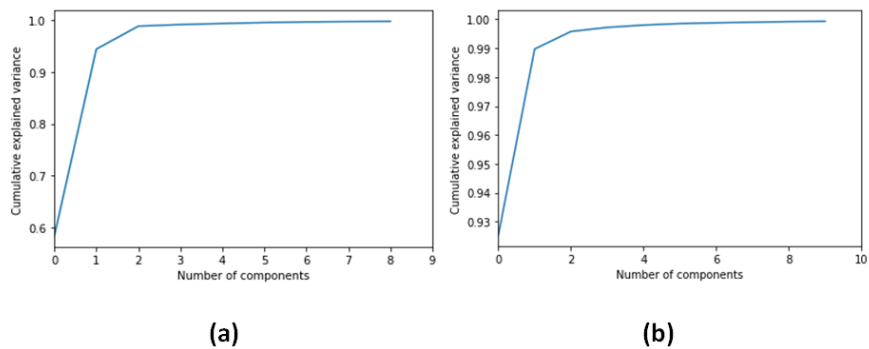 1.0
0.9
0.8
0.7
0.6
Cumulative explained variance
0 1 2 3 4 5 6 7 8 9
Number of components
(a)
1.00
0.99
0.98
0.97
0.96
0.95
0.94
0.93
Cumulative explained variance
0 2 4 6 8 10
Number of components
(b)